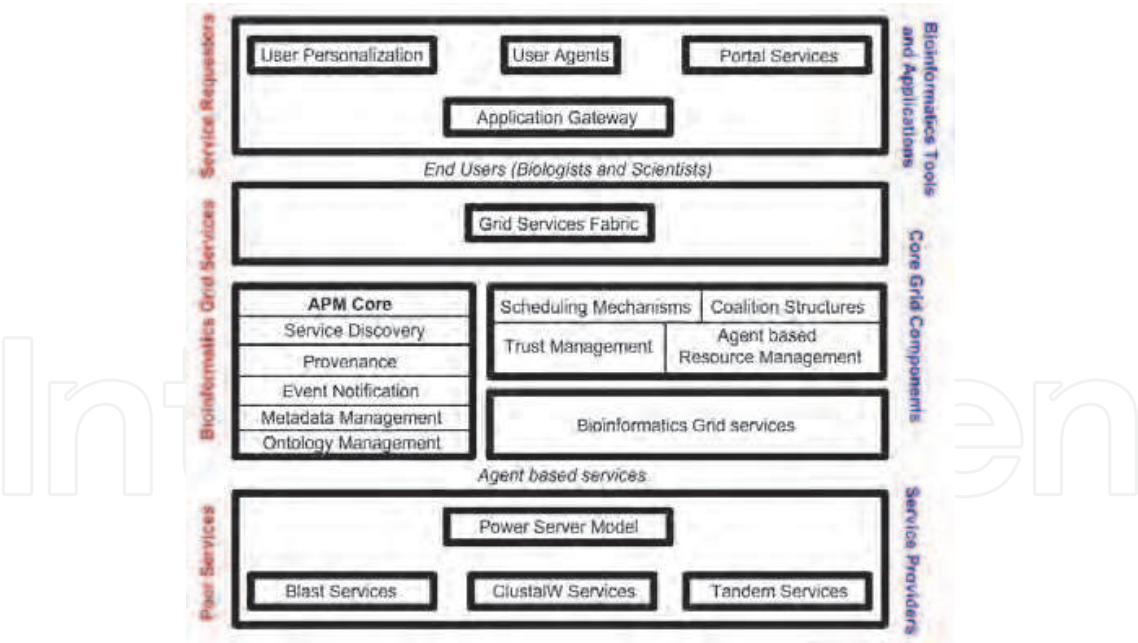 Service Requestors
Bioinformatics Tools
and Applications
User Personalization
User Agents
Portal Services
Application Gateway
End Users (Biologists and Scientists)
Bioinformatics Grid Services
Core Grid Components
Grid Services Fabric
APM Core
Service Discovery
Provenance
Event Notification
Metadata Management
Ontology Management
Scheduling Mechanisms
Coalition Structures
Trust Management
Agent based
Resource Management
Bioinformatics Grid services
Agent based services
Services
Service Providers
Power Server Model
Blast Services
ClustalW Services
Tandem Services